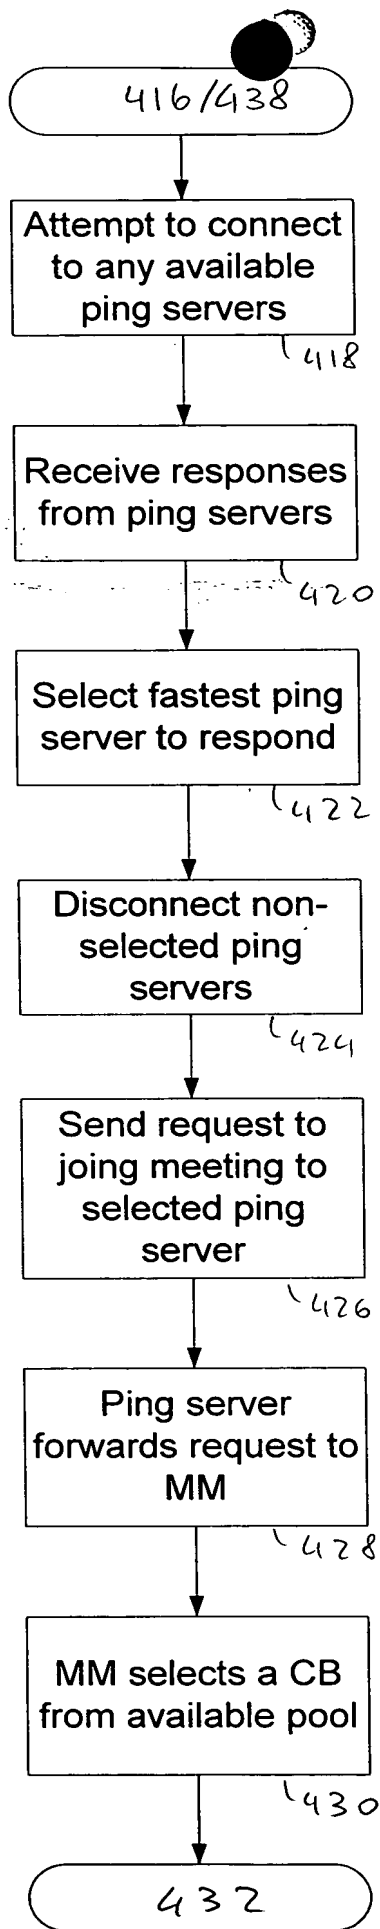 416/438
Attempt to connect
to any available
ping servers
418
Receive responses
from ping servers
420
Select fastest ping
server to respond
422
Disconnect non-
selected ping
servers
424
Send request to
joing meeting to
selected ping
server
426
Ping server
forwards request to
MM
428
MM selects a CB
from available pool
430
432